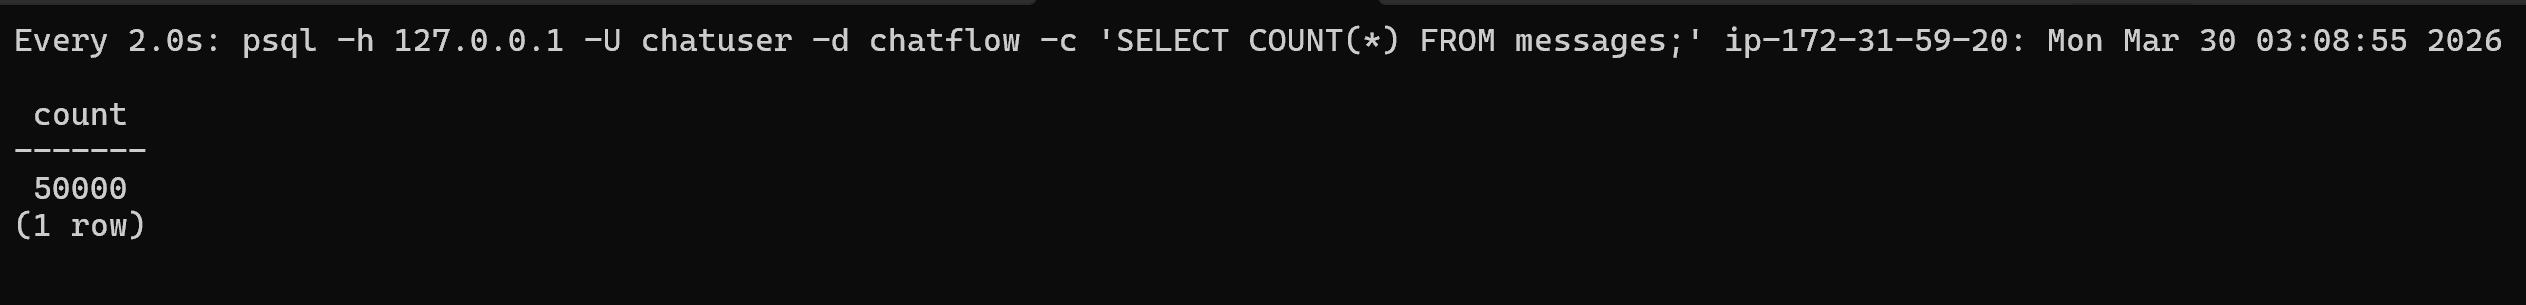 Every 2.0s: psql -h 127.0.0.1 -U chatuser -d chatflow -c 'SELECT COUNT(*) FROM messages;' ip-172-31-59-20: Mon Mar 30 03:08:55 2026
count
-------
50000
(1 row)